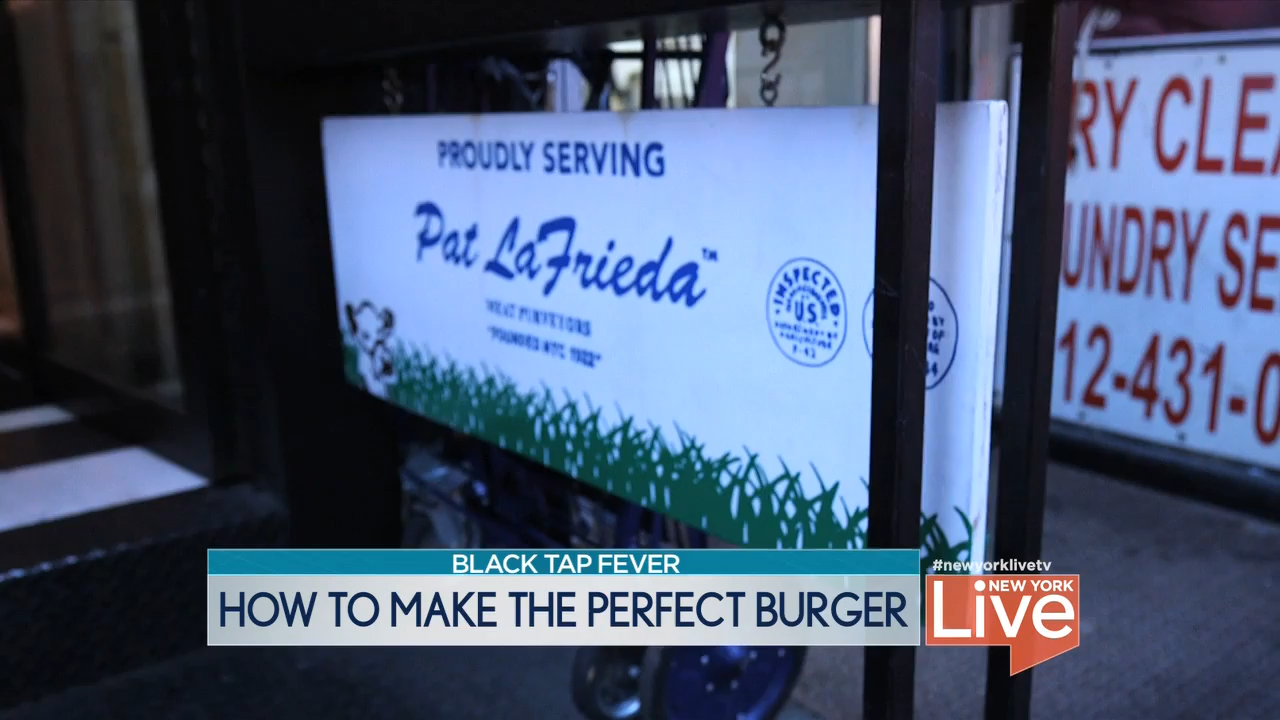 PROUDLY SERVING
Pat LaFrieda™
MEAT PURVEYORS
"FOUNDED NYC 1922"
INSPECTED
U.S.
RY CLEA
UNDRY SE
12-431-0
BLACK TAP FEVER
HOW TO MAKE THE PERFECT BURGER
#newyorklivetv
NEW YORK
Live